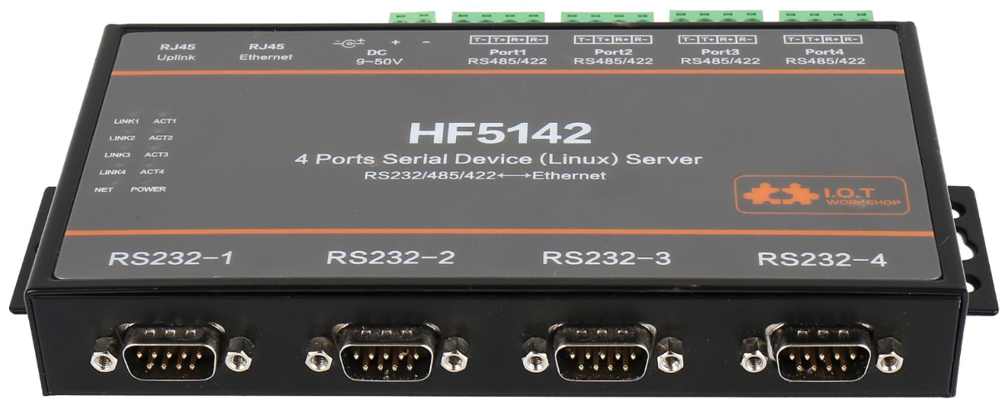 RJ45
Uplink
RJ45
Ethernet
- +
DC
9~50V
+ -
T- T+ R+ R-
Port1
RS485/422
T- T+ R+ R-
Port2
RS485/422
T- T+ R+ R-
Port3
RS485/422
T- T+ R+ R-
Port4
RS485/422
LINK1 ACT1
LINK2 ACT2
LINK3 ACT3
LINK4 ACT4
NET POWER
HF5142
4 Ports Serial Device (Linux) Server
RS232/485/422←→Ethernet
I.O.T
WORKSHOP
RS232-1
RS232-2
RS232-3
RS232-4